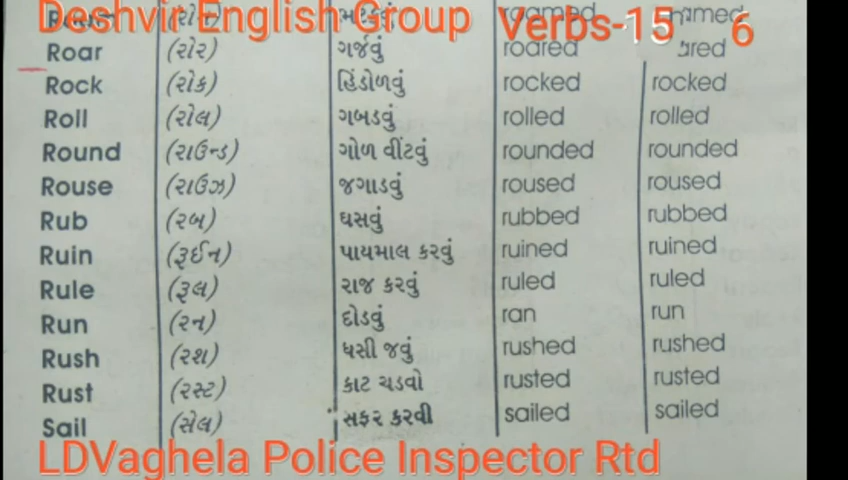 Deshvir English Group Verbs-15 6
roamed
Roar (રોર) ગર્જવું roared
Rock (રોક) હિંડોળવું rocked rocked
Roll (રોલ) ગબડવું rolled rolled
Round (રાઉન્ડ) ગોળ વીંટવું rounded rounded
Rouse (રાઉઝ) જગાડવું roused roused
Rub (રબ) ઘસવું rubbed rubbed
Ruin (રૂઈન) પાયમાલ કરવું ruined ruined
Rule (રૂલ) રાજ કરવું ruled ruled
Run (રન) દોડવું ran run
Rush (રશ) ધસી જવું rushed rushed
Rust (રસ્ટ) કાટ ચડવો rusted rusted
Sail (સેલ) સફર કરવી sailed sailed
LDVaghela Police Inspector Rtd